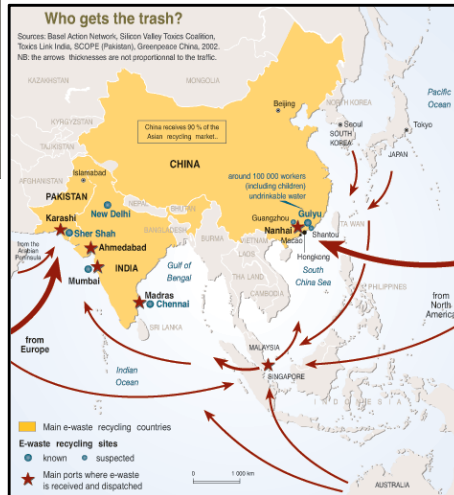 Who gets the trash?
Sources: Basel Action Network, Silicon Valley Toxics Coalition,
Toxics Link India, SCOPE (Pakistan), Greenpeace China, 2002.
NB: the arrows thicknesses are not proportionnal to the traffic.
KAZAKHSTAN
MONGOLIA
Pacific
Ocean
KYRGYZSTAN
TAJIKISTAN
Beijing
NORTH KOREA
Seoul
SOUTH
KOREA
Tokyo
JAPAN
China receives 90 % of the
Asian recycling market..
AFGHANISTAN
Islamabad
CHINA
PAKISTAN
around 100 000 workers
(including children)
undrinkable water
New Delhi
NEPAL
BHUTAN
Karashi
Sher Shah
BANGLADESH
Guangzhou
Guiyu
Nanhai
Shantou
TAIWAN
Macao
Hongkong
from the
Arabian
Peninsula
Ahmedabad
INDIA
BURMA
VIETNAM
LAOS
Mumbai
Gulf of
Bengal
THAILAND
South
China Sea
PHILIPPINES
CAMBODIA
Madras
Chennai
SRI LANKA
from
North
America
from
Europe
MALAYSIA
SINGAPORE
Indian
Ocean
INDONESIA
Main e-waste recycling countries
E-waste recycling sites
known
suspected
Main ports where e-waste
is received and dispatched
0
1 000 km
AUSTRALIA